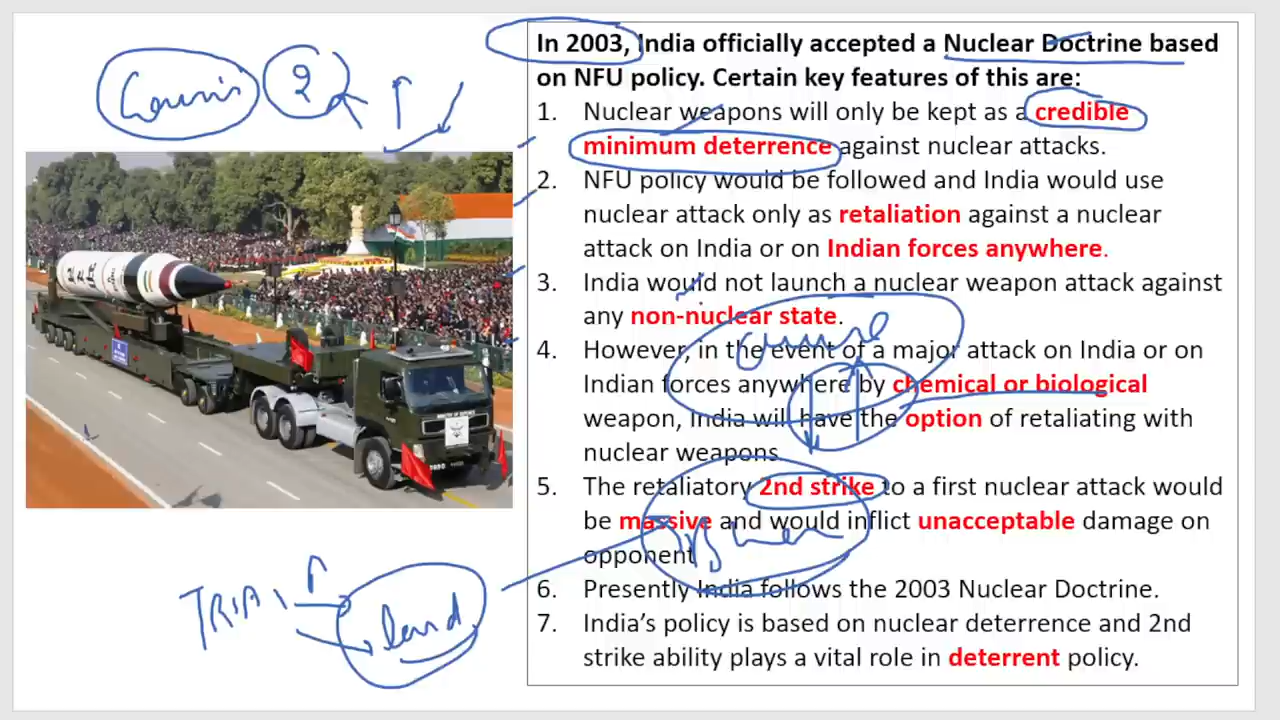 In 2003, India officially accepted a Nuclear Doctrine based
on NFU policy. Certain key features of this are:
1. Nuclear weapons will only be kept as a credible
minimum deterrence against nuclear attacks.
2. NFU policy would be followed and India would use
nuclear attack only as retaliation against a nuclear
attack on India or on Indian forces anywhere.
3. India would not launch a nuclear weapon attack against
any non-nuclear state.
4. However, in the event of a major attack on India or on
Indian forces anywhere by chemical or biological
weapon, India will have the option of retaliating with
nuclear weapons.
5. The retaliatory 2nd strike to a first nuclear attack would
be massive and would inflict unacceptable damage on
opponent
6. Presently India follows the 2003 Nuclear Doctrine.
7. India's policy is based on nuclear deterrence and 2nd
strike ability plays a vital role in deterrent policy.
2
land